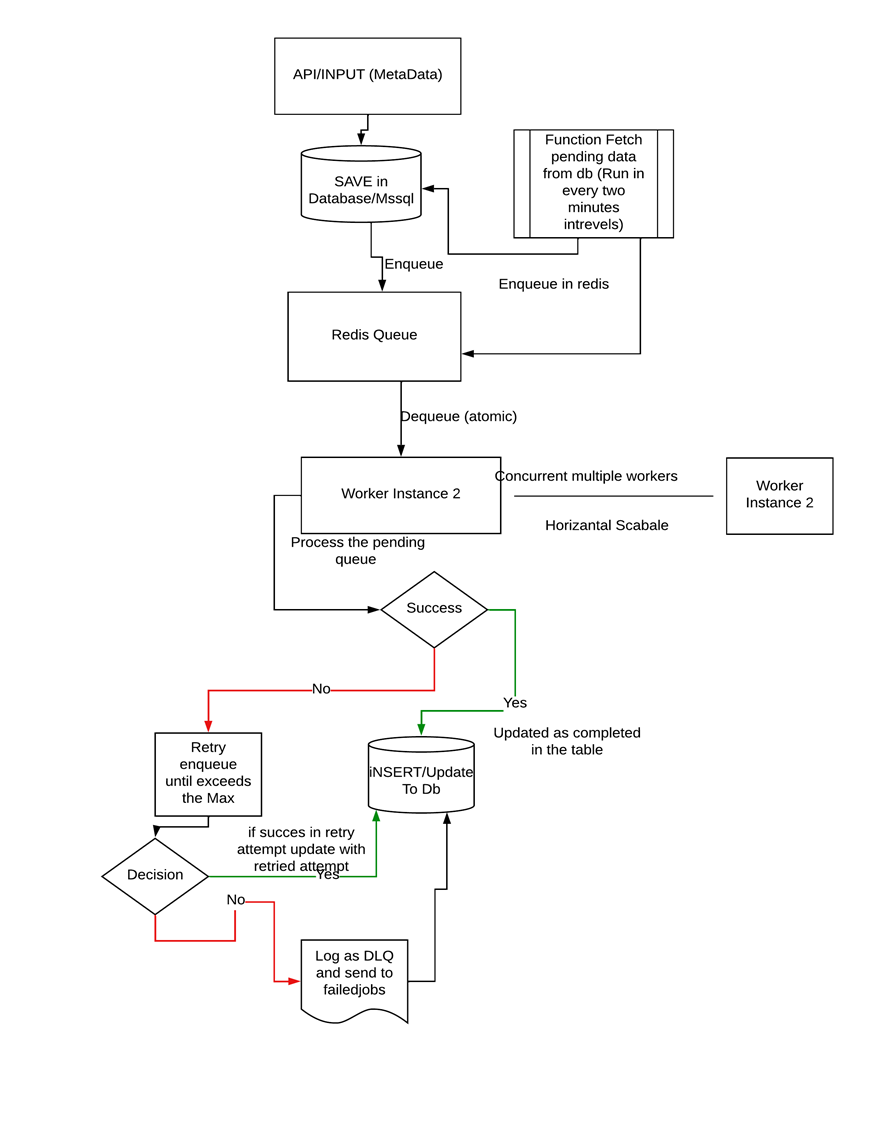 API/INPUT (MetaData)
Function Fetch
pending data
from db (Run in
every two
minutes
intrevels)
SAVE in
Database/Mssql
Enqueue
Enqueue in redis
Redis Queue
Dequeue (atomic)
Concurrent multiple workers
Worker Instance 2
Worker
Instance 2
Horizantal Scabale
Process the pending
queue
Success
No
Yes
Updated as completed
in the table
Retry
enqueue
until exceeds
the Max
iNSERT/Update
To Db
if succes in retry
attempt update with
retried attempt
Yes
Decision
No
Log as DLQ
and send to
failedjobs